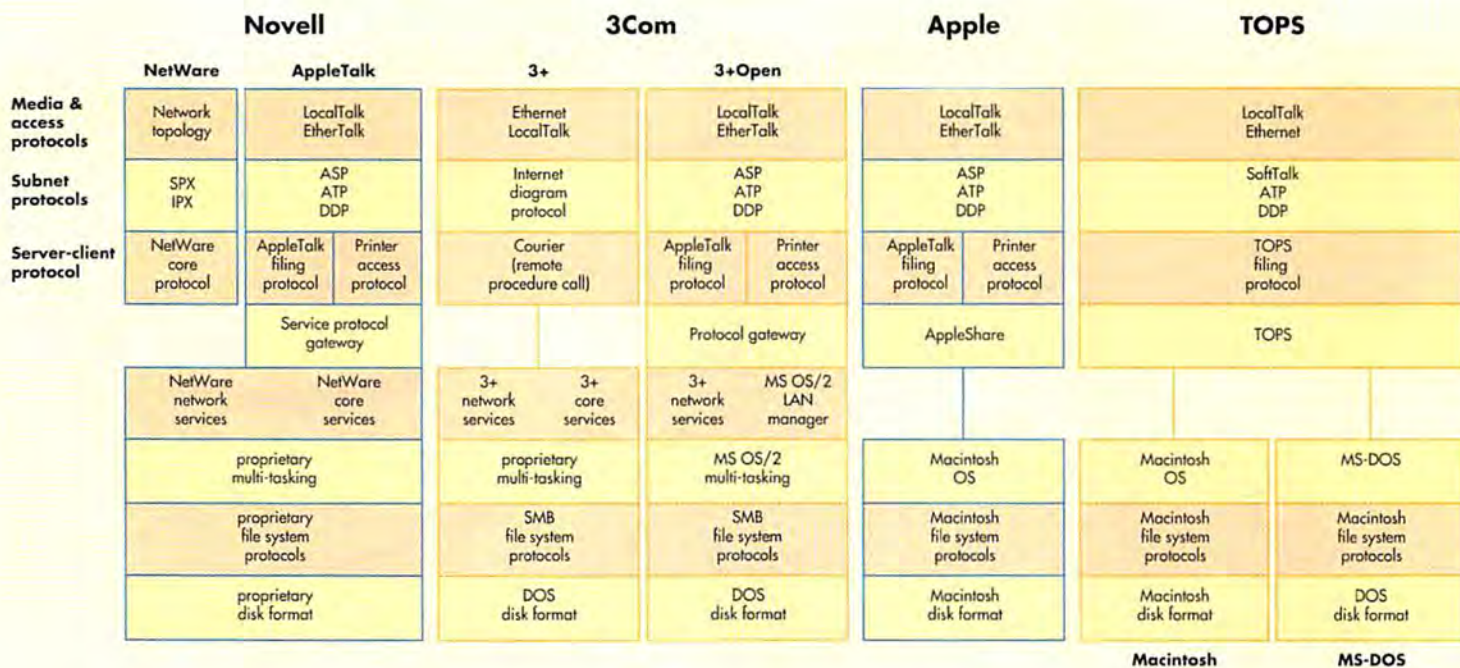 Novell 3Com Apple TOPS
NetWare AppleTalk 3+ 3+Open
Media &
access
protocols
Network
topology
LocalTalk
EtherTalk
Ethernet
LocalTalk
LocalTalk
EtherTalk
LocalTalk
EtherTalk
LocalTalk
Ethernet
Subnet
protocols
SPX
IPX
ASP
ATP
DDP
Internet
diagram
protocol
ASP
ATP
DDP
ASP
ATP
DDP
SoftTalk
ATP
DDP
Server-client
protocol
NetWare
core
protocol
AppleTalk
filing
protocol
Printer
access
protocol
Courier
(remote
procedure call)
AppleTalk
filing
protocol
Printer
access
protocol
AppleTalk
filing
protocol
Printer
access
protocol
TOPS
filing
protocol
Service protocol
gateway
Protocol gateway
AppleShare
TOPS
NetWare
network
services
NetWare
core
services
3+
network
services
3+
core
services
3+
network
services
MS OS/2
LAN
manager
proprietary
multi-tasking
proprietary
multi-tasking
MS OS/2
multi-tasking
Macintosh
OS
Macintosh
OS
MS-DOS
proprietary
file system
protocols
SMB
file system
protocols
SMB
file system
protocols
Macintosh
file system
protocols
Macintosh
file system
protocols
Macintosh
file system
protocols
proprietary
disk format
DOS
disk format
DOS
disk format
Macintosh
disk format
Macintosh
disk format
DOS
disk format
Macintosh MS-DOS